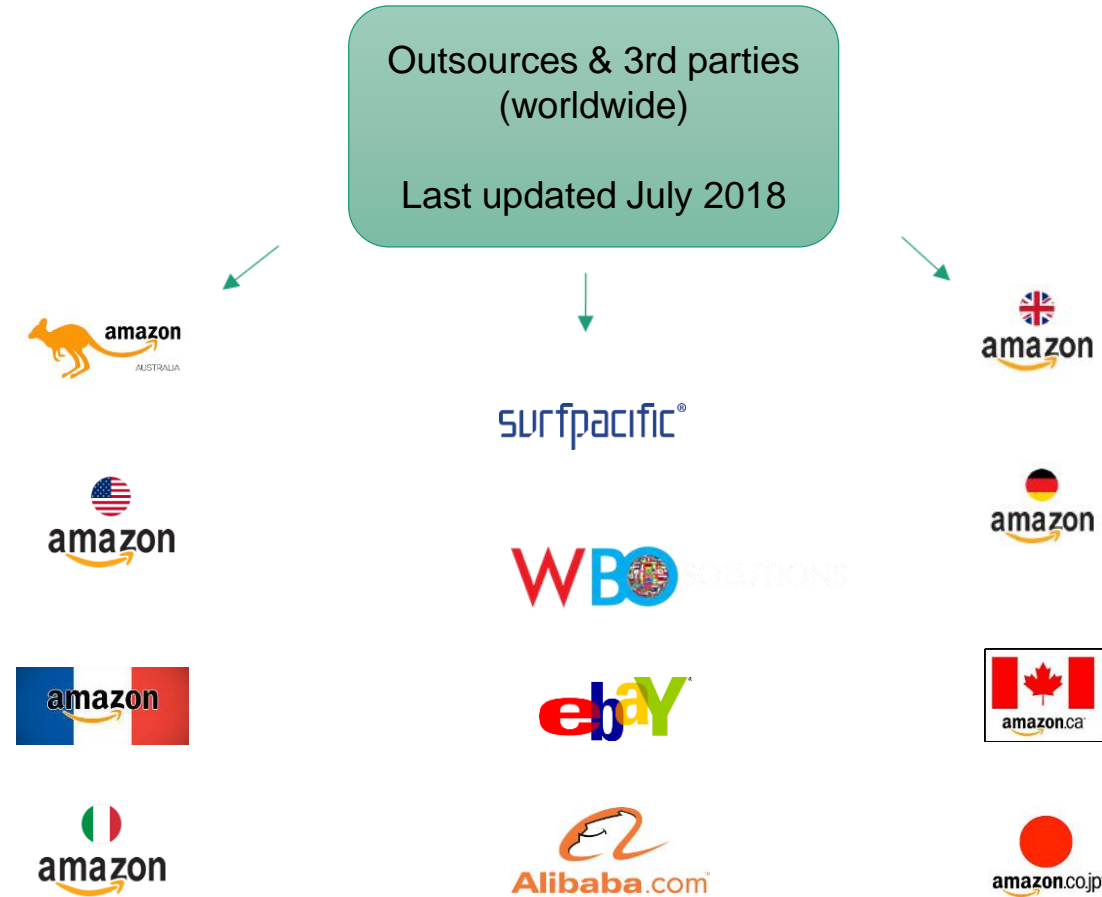 Outsources & 3rd parties
(worldwide)
Last updated July 2018
amazon
AUSTRALIA
amazon
amazon
amazon
surfpacific®
WBO SOLUTIONS
ebaY
Alibaba.com
amazon
amazon
amazon.ca
amazon.co.jp